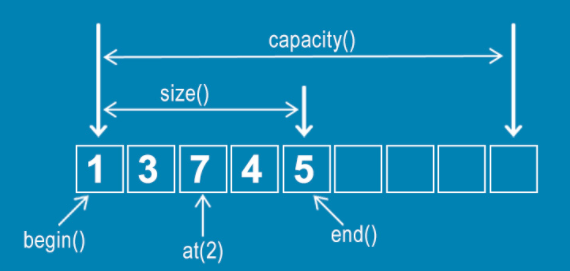 capacity()
size()
1 3 7 4 5
begin() at(2) end()